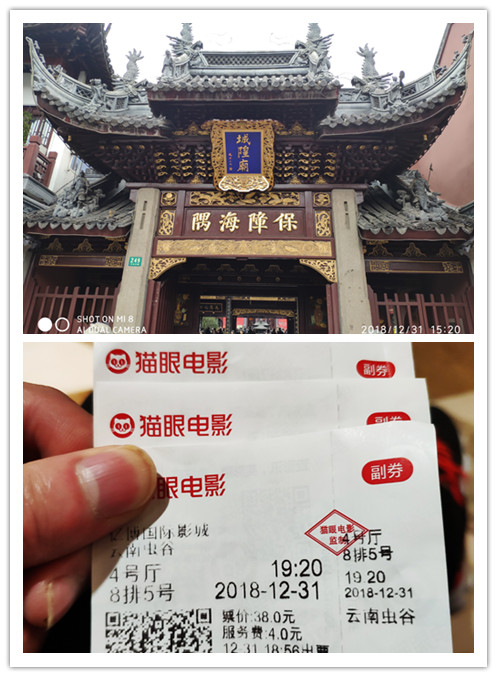 城隍廟
保障海隅
249
SHOT ON MI 8
AI DUAL CAMERA
2018/12/31 15:20
猫眼电影
副券
猫眼电影
副券
眼电影
副券
国际影城
云南虫谷
猫眼电影
监制
4号厅
8排5号
19:20
2018-12-31
票价:38.0元
服务费:4.0元
12-31 18:56出票
4号厅
8排5号
19 20
2018-12-31
云南虫谷